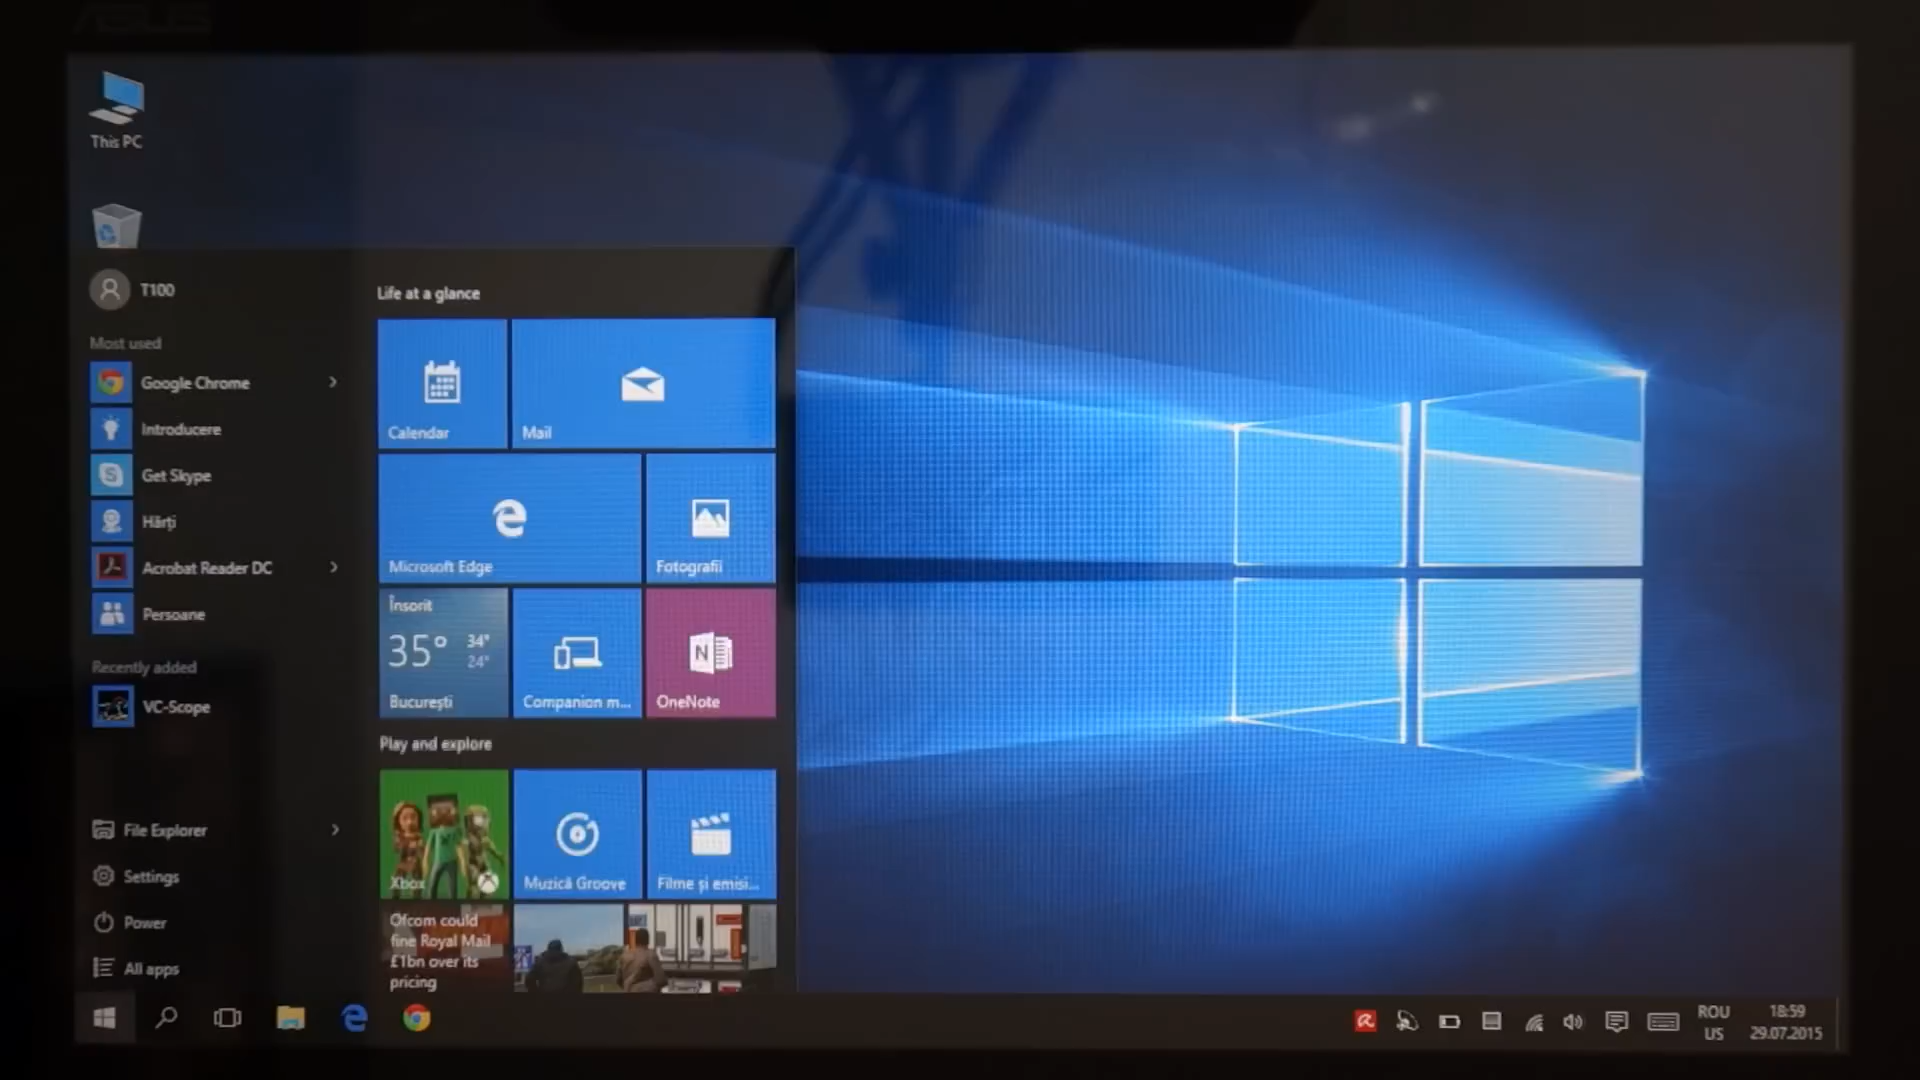 ASUS
This PC
T100
Most used
Google Chrome
Introducere
Get Skype
Hărți
Acrobat Reader DC
Persoane
Recently added
VC-Scope
File Explorer
Settings
Power
All apps
Life at a glance
Calendar
Mail
Microsoft Edge
Fotografii
Însorit
35° 34°
24°
București
Companion m...
OneNote
Play and explore
Xbox
Muzică Groove
Filme și emisi...
Ofcom could
fine Royal Mail
£1bn over its
pricing
ROU
US
18:59
29.07.2015